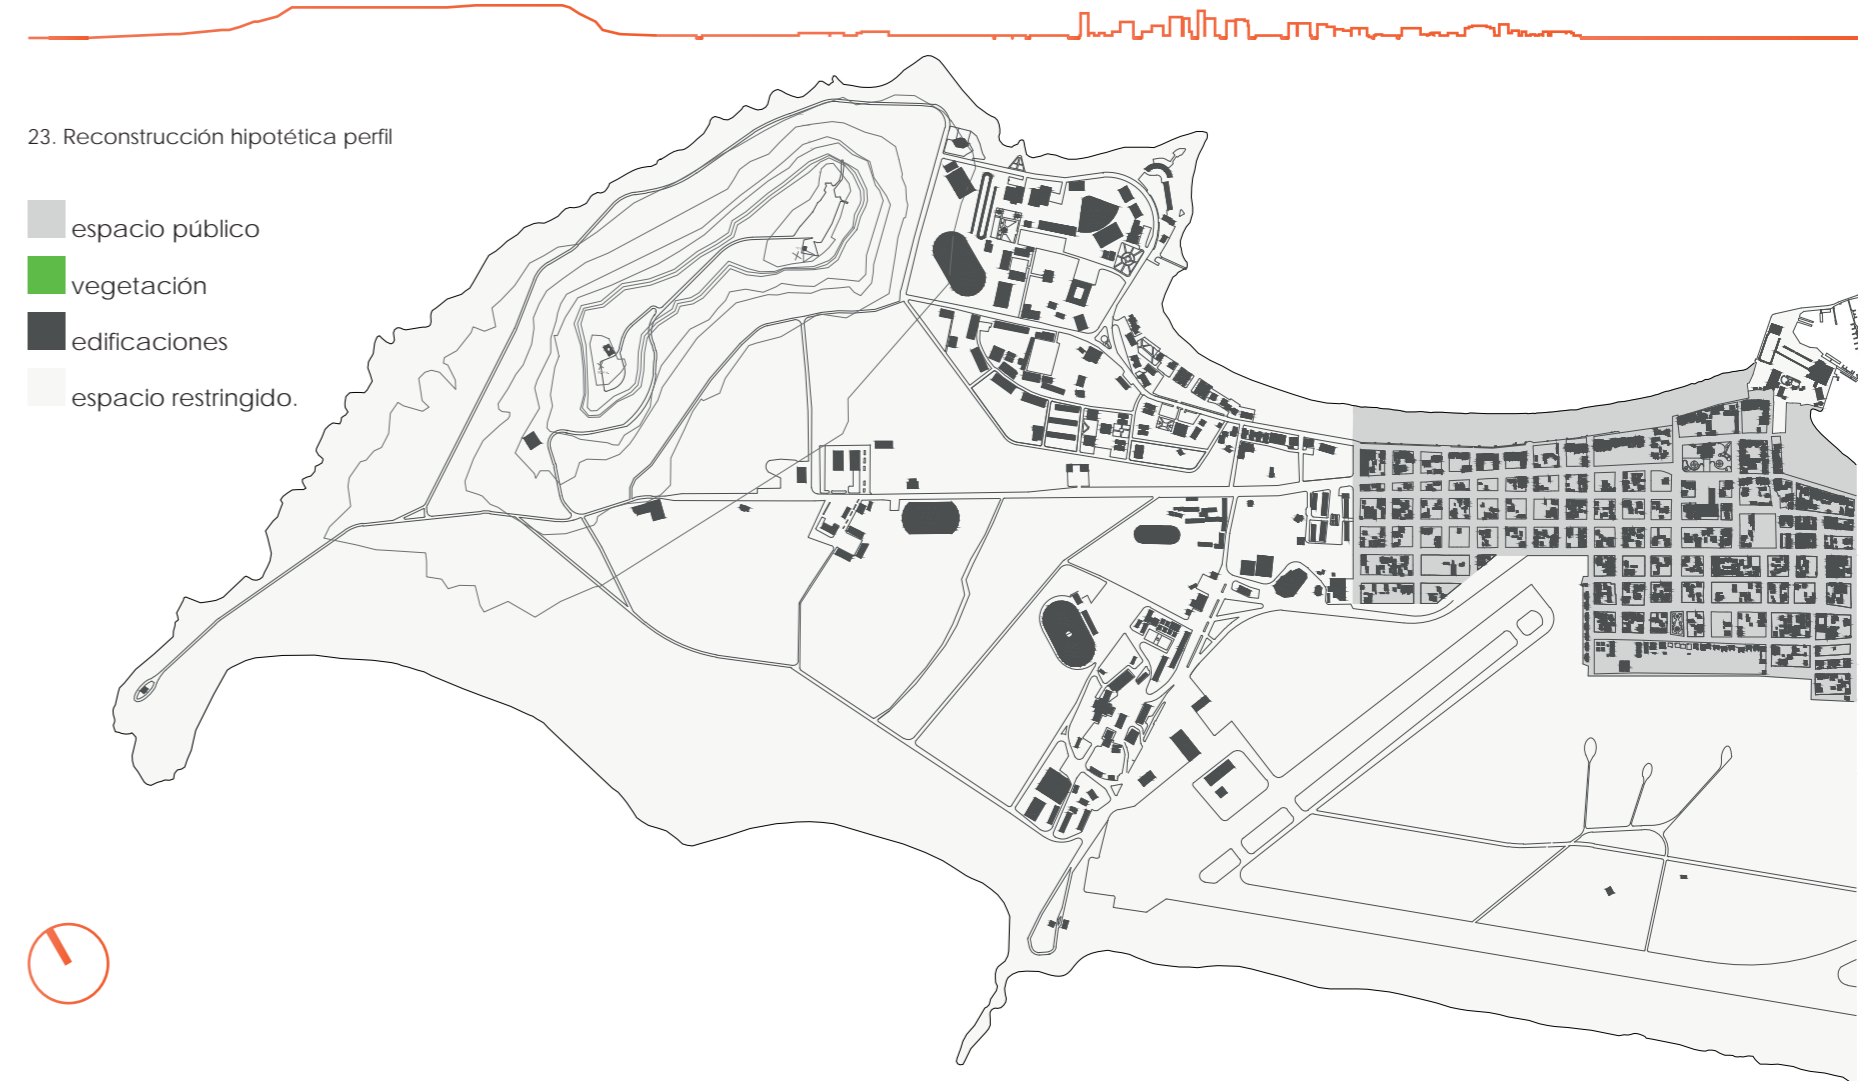 23. Reconstrucción hipotética perfil
espacio público
vegetación
edificaciones
espacio restringido.